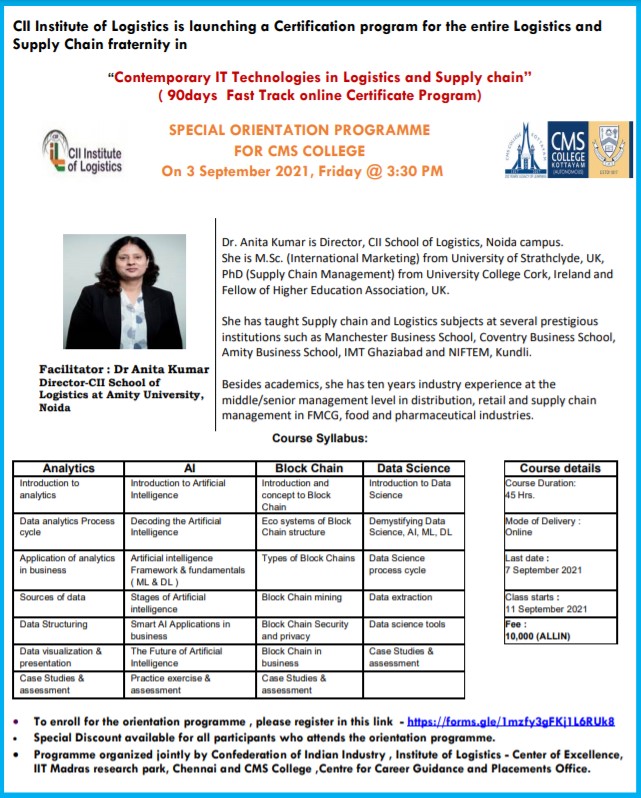 CII Institute of Logistics is launching a Certification program for the entire Logistics and
Supply Chain fraternity in
“Contemporary IT Technologies in Logistics and Supply chain”
( 90days Fast Track online Certificate Program)
SPECIAL ORIENTATION PROGRAMME
FOR CMS COLLEGE
On 3 September 2021, Friday @ 3:30 PM
CII Institute
of Logistics
CMS
COLLEGE
KOTTAYAM
(AUTONOMOUS)
Dr. Anita Kumar is Director, CII School of Logistics, Noida campus.
She is M.Sc. (International Marketing) from University of Strathclyde, UK,
PhD (Supply Chain Management) from University College Cork, Ireland and
Fellow of Higher Education Association, UK.
She has taught Supply chain and Logistics subjects at several prestigious
institutions such as Manchester Business School, Coventry Business School,
Amity Business School, IMT Ghaziabad and NIFTEM, Kundli.
Besides academics, she has ten years industry experience at the
middle/senior management level in distribution, retail and supply chain
management in FMCG, food and pharmaceutical industries.
Facilitator : Dr Anita Kumar
Director-CII School of
Logistics at Amity University,
Noida
Course Syllabus:
Analytics AI Block Chain Data Science
Introduction to analytics Introduction to Artificial Intelligence Introduction and concept to Block Chain Introduction to Data Science
Data analytics Process cycle Decoding the Artificial Intelligence Eco systems of Block Chain structure Demystifying Data Science, AI, ML, DL
Application of analytics in business Artificial intelligence Framework & fundamentals ( ML & DL ) Types of Block Chains Data Science process cycle
Sources of data Stages of Artificial intelligence Block Chain mining Data extraction
Data Structuring Smart AI Applications in business Block Chain Security and privacy Data science tools
Data visualization & presentation The Future of Artificial Intelligence Block Chain in business Case Studies & assessment
Case Studies & assessment Practice exercise & assessment Case Studies & assessment
Course details
Course Duration:
45 Hrs.
Mode of Delivery :
Online
Last date :
7 September 2021
Class starts :
11 September 2021
Fee :
10,000 (ALLIN)
• To enroll for the orientation programme , please register in this link - https://forms.gle/1mzfy3gFKj1L6RUk8
• Special Discount available for all participants who attends the orientation programme.
• Programme organized jointly by Confederation of Indian Industry , Institute of Logistics - Center of Excellence,
IIT Madras research park, Chennai and CMS College ,Centre for Career Guidance and Placements Office.